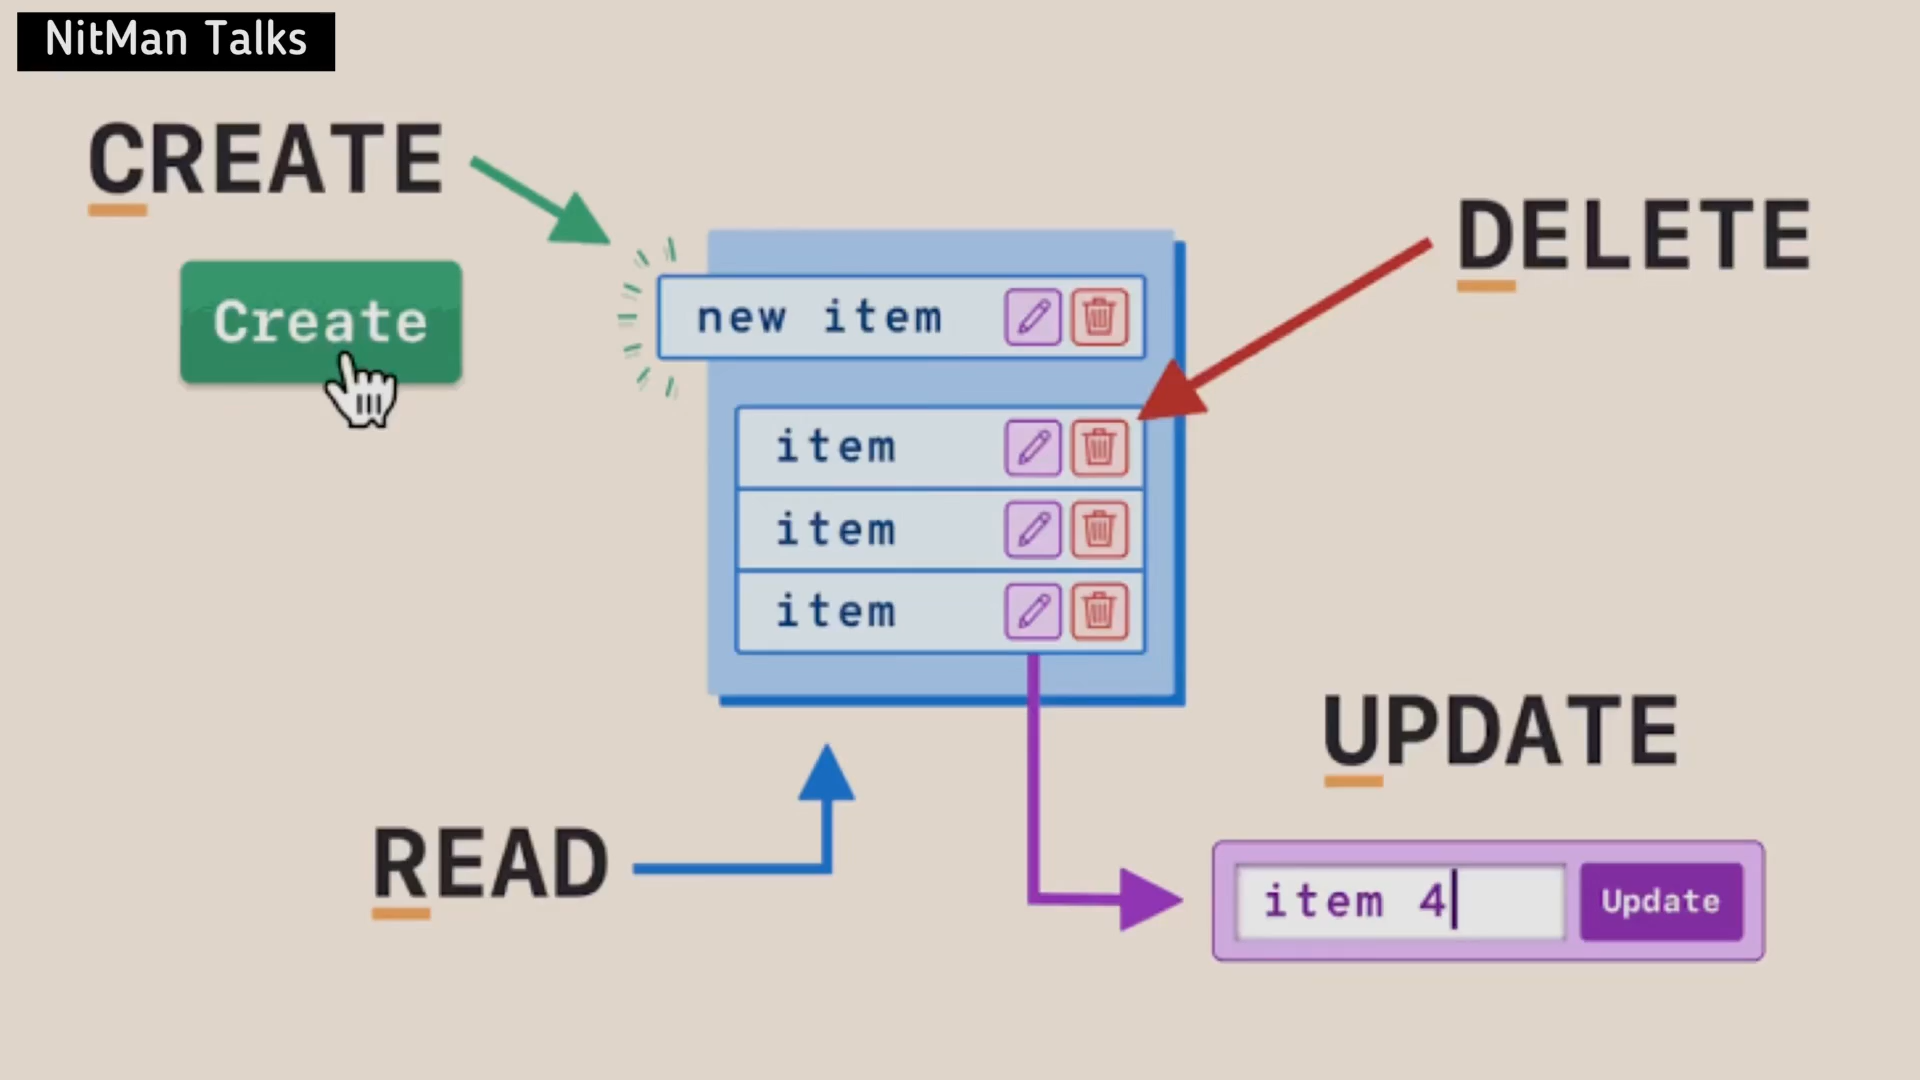 NitMan Talks
CREATE
Create
DELETE
new item
item
item
item
UPDATE
item 4
Update
READ